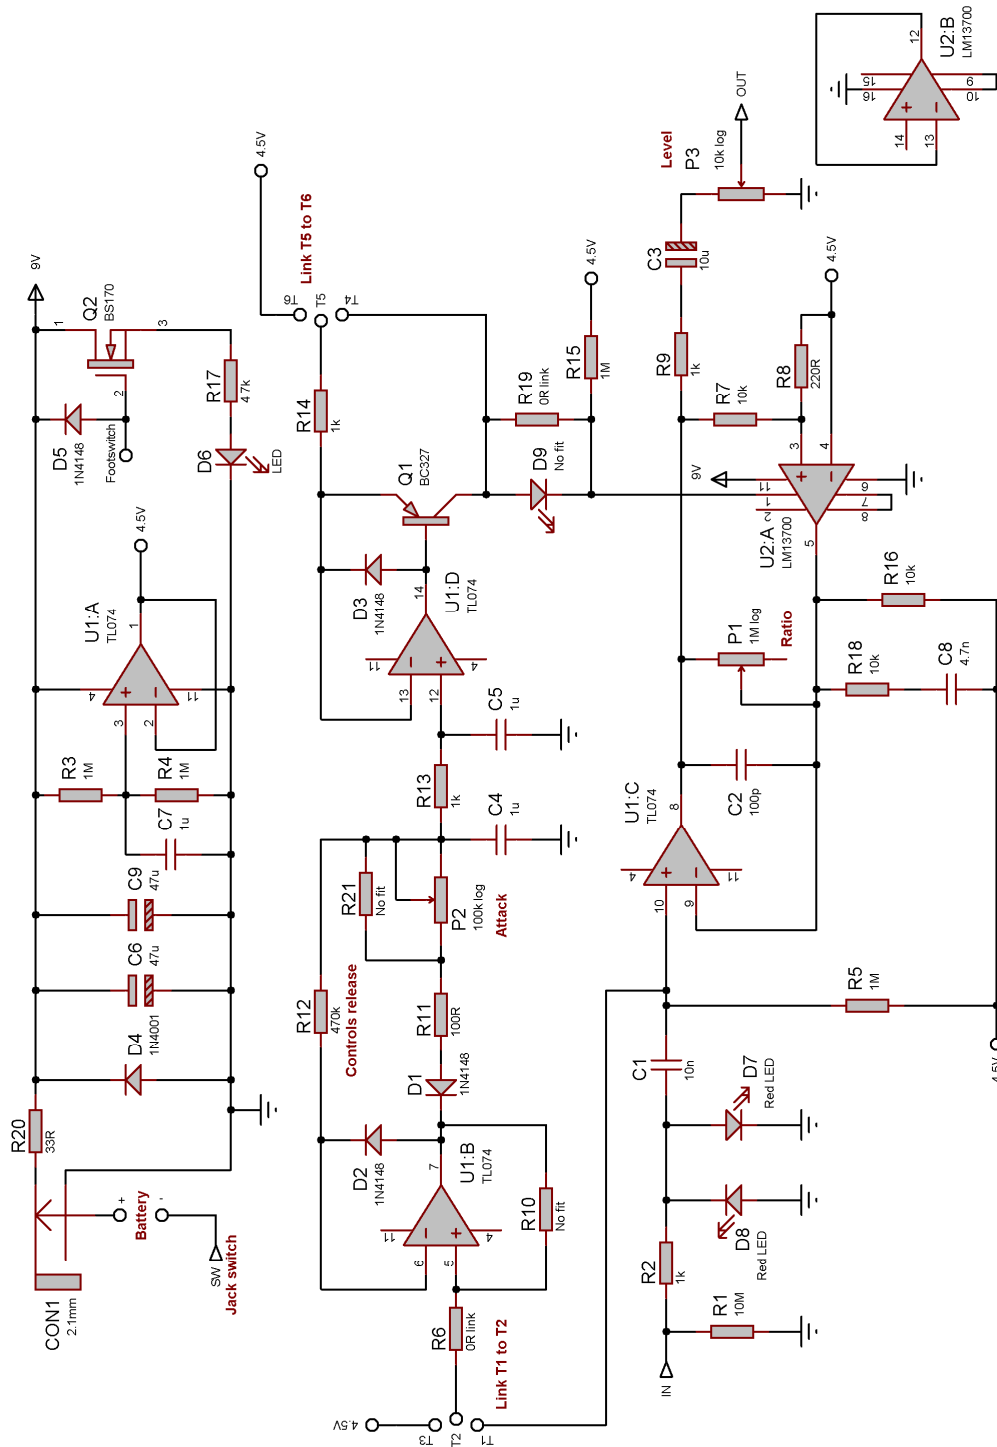 CON1
2.1mm
+
Battery
-
SW
Jack switch
R20
33R
D4
1N4001
C6
47u
C9
47u
C7
1u
R3
1M
R4
1M
3
2
4
11
1
U1:A
TL074
4.5V
D5
1N4148
Footswitch
9V
1
2
3
Q2
BS170
R17
47k
D6
LED
4.5V
T3
T2
T1
Link T1 to T2
R6
0R link
6
5
11
4
7
U1:B
TL074
R10
No fit
D2
1N4148
D1
1N4148
R11
100R
R12
470k
Controls release
R21
No fit
P2
100k log
Attack
C4
1u
R13
1k
C5
1u
13
12
11
4
14
U1:D
TL074
D3
1N4148
Q1
BC327
R14
1k
T6
T5
T4
Link T5 to T6
4.5V
D9
No fit
R19
0R link
R15
1M
4.5V
IN
R1
10M
R2
1k
D8
Red LED
D7
Red LED
C1
10n
R5
1M
4.5V
10
9
4
11
8
U1:C
TL074
C2
100p
P1
1M log
Ratio
R18
10k
C8
4.7n
R16
10k
5
U2:A
LM13700
2
1
11
9V
8
7
6
3
4
R7
10k
R8
220R
4.5V
R9
1k
C3
10u
Level
P3
10k log
OUT
14
13
16
15
10
9
12
U2:B
LM13700